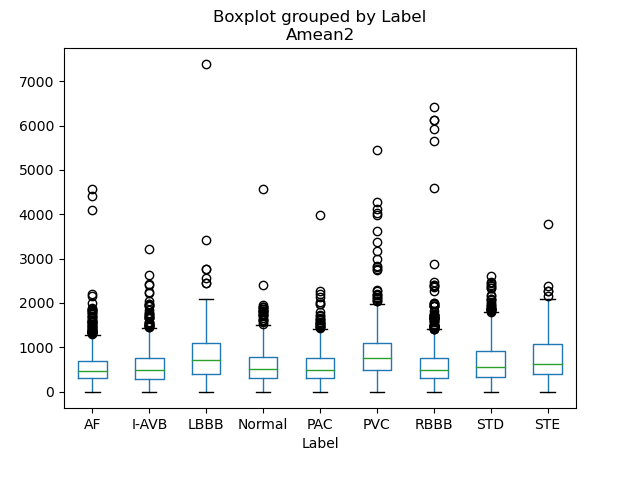 Boxplot grouped by Label
Amean2
7000
6000
5000
4000
3000
2000
1000
0
AF I-AVB LBBB Normal PAC PVC RBBB STD STE
Label